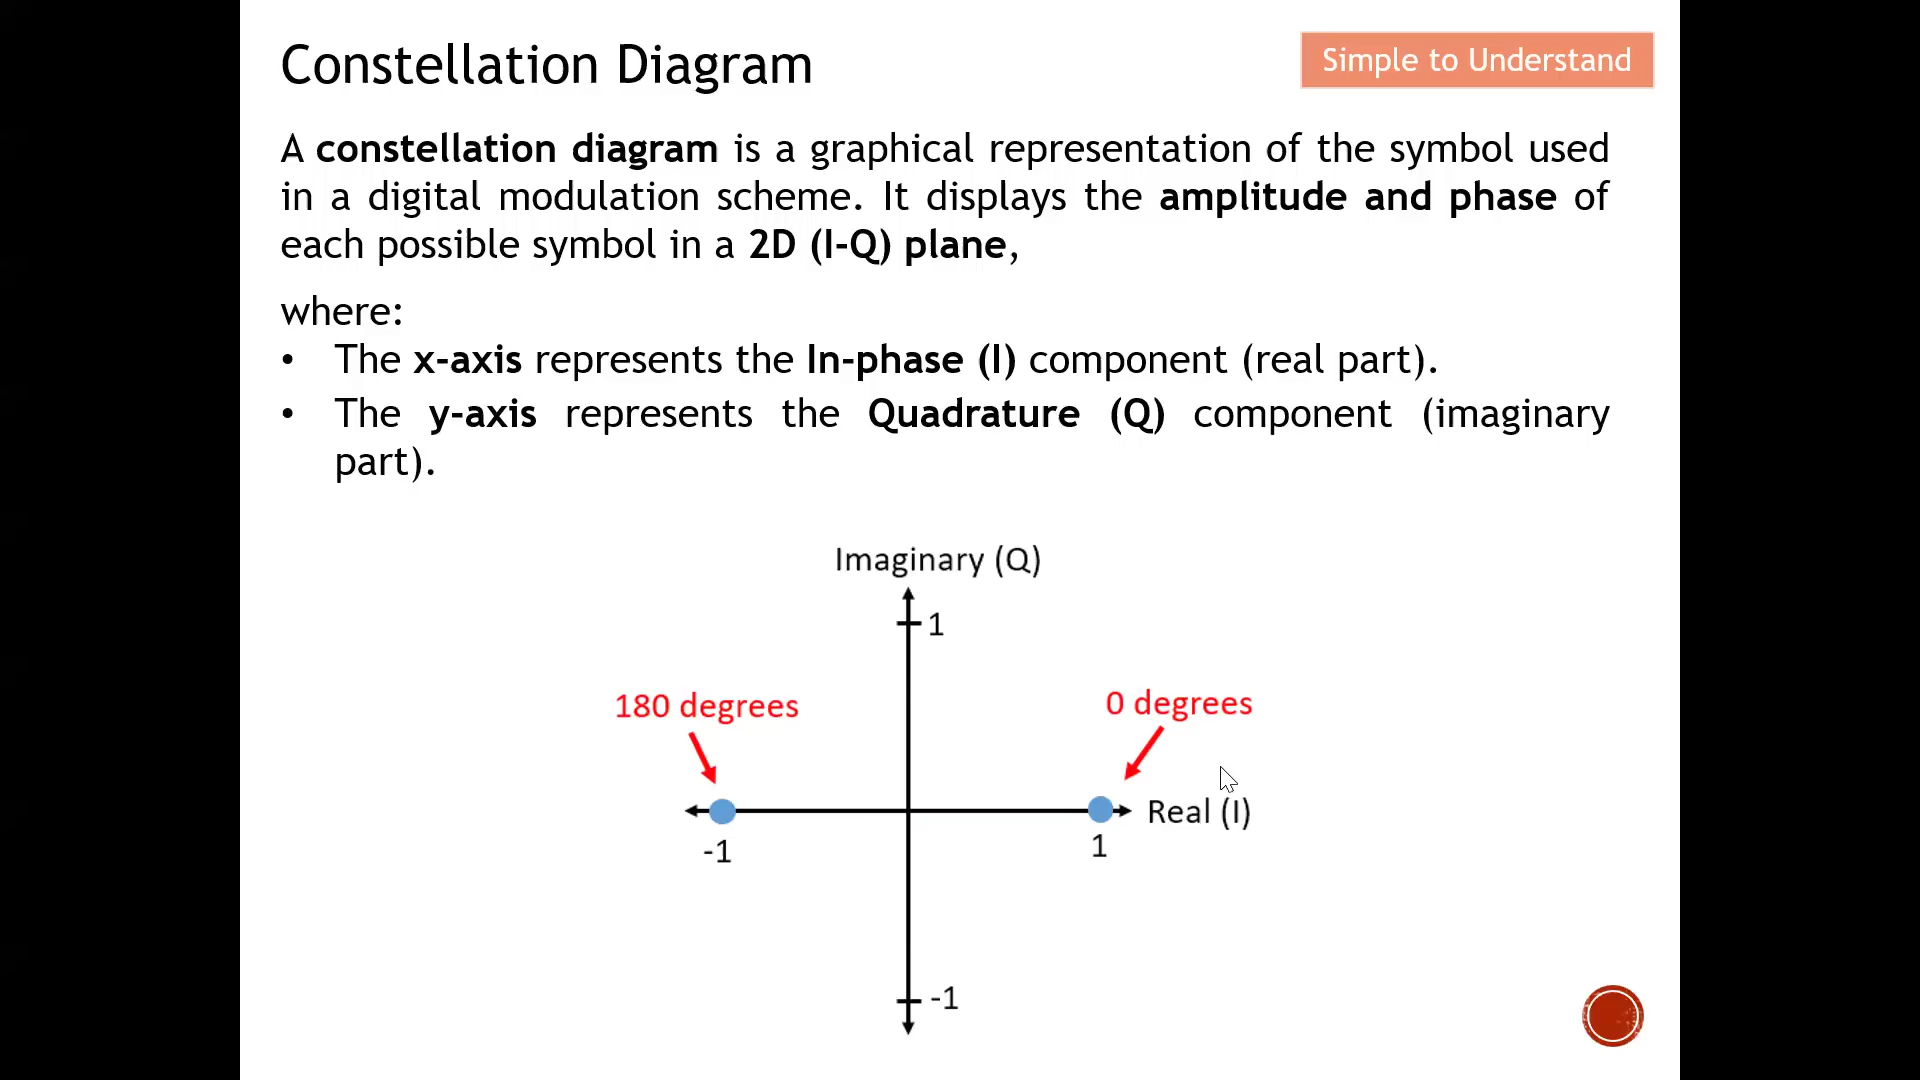 Constellation Diagram
Simple to Understand
A constellation diagram is a graphical representation of the symbol used
in a digital modulation scheme. It displays the amplitude and phase of
each possible symbol in a 2D (I-Q) plane,
where:
• The x-axis represents the In-phase (I) component (real part).
• The y-axis represents the Quadrature (Q) component (imaginary
part).
Imaginary (Q)
1
180 degrees
0 degrees
Real (I)
-1
1
-1